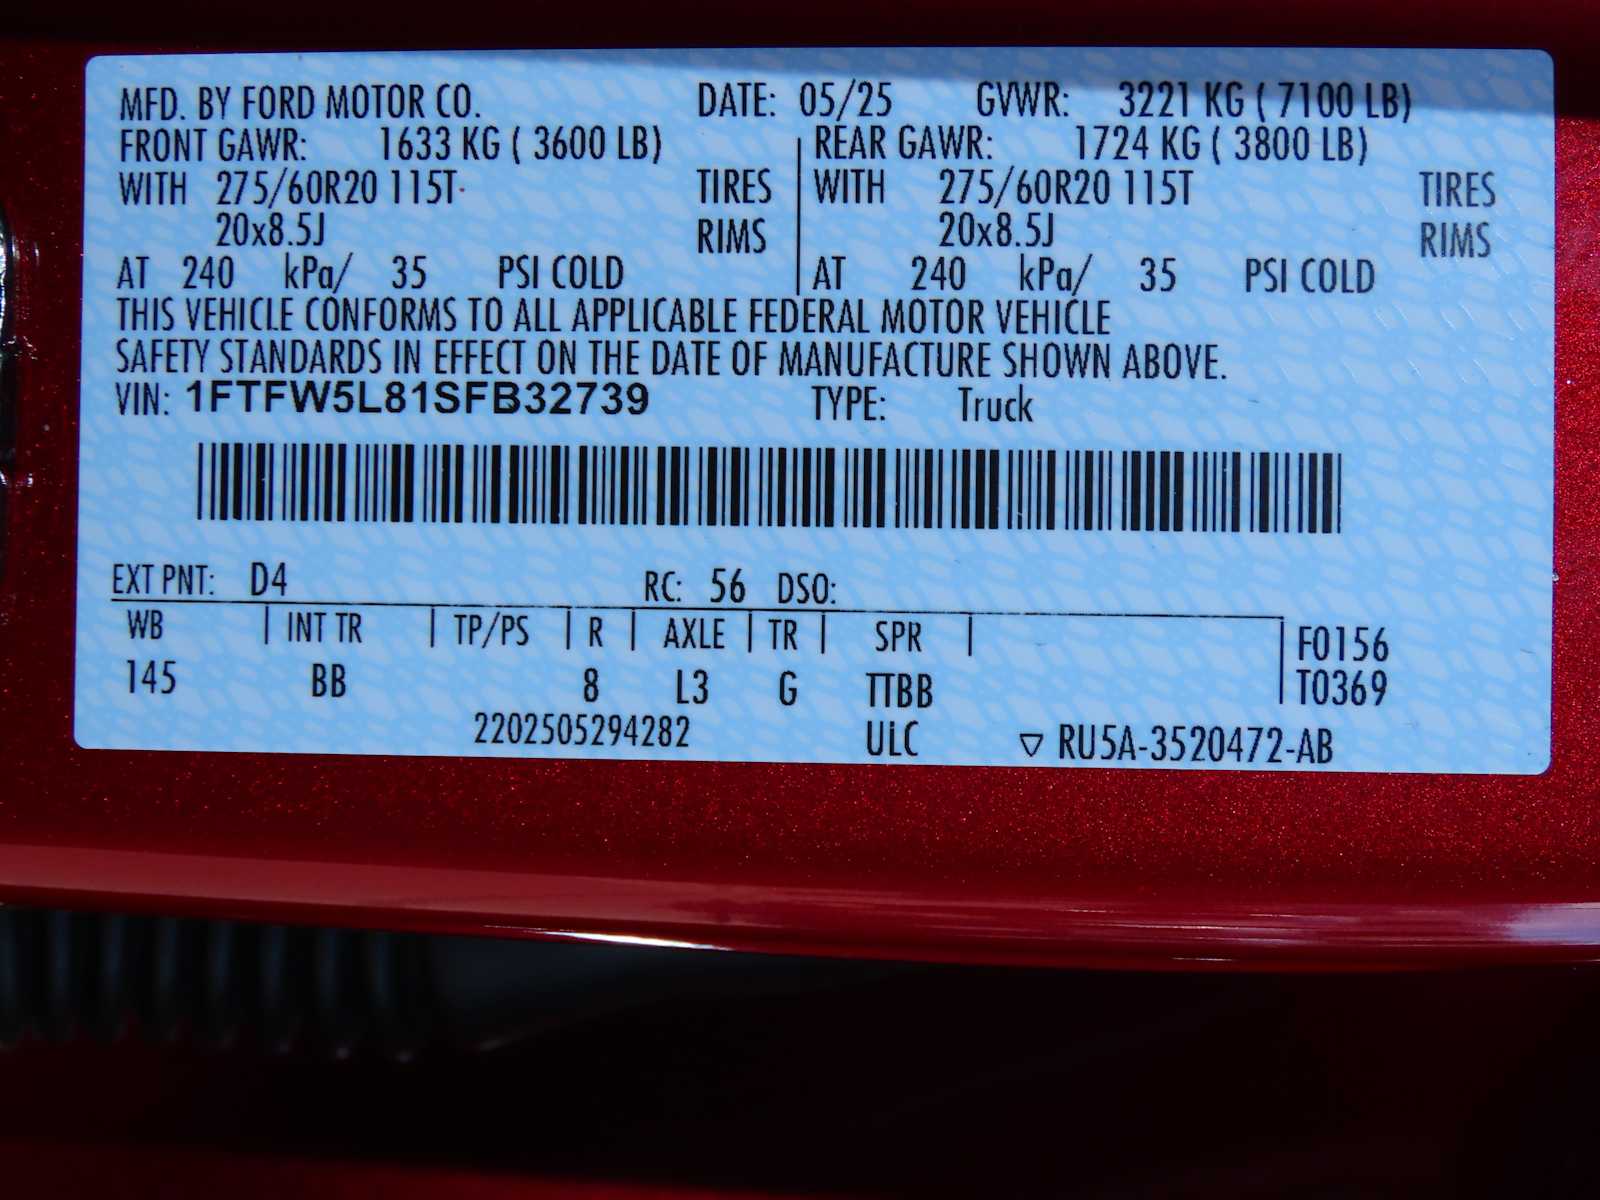 MFD. BY FORD MOTOR CO. DATE: 05/25 GVWR: 3221 KG ( 7100 LB)
FRONT GAWR: 1633 KG ( 3600 LB) REAR GAWR: 1724 KG ( 3800 LB)
WITH 275/60R20 115T TIRES WITH 275/60R20 115T TIRES
20x8.5J RIMS 20x8.5J RIMS
AT 240 kPa/ 35 PSI COLD AT 240 kPa/ 35 PSI COLD
THIS VEHICLE CONFORMS TO ALL APPLICABLE FEDERAL MOTOR VEHICLE
SAFETY STANDARDS IN EFFECT ON THE DATE OF MANUFACTURE SHOWN ABOVE.
VIN: 1FTFW5L81SFB32739 TYPE: Truck
EXT PNT: D4 RC: 56 DSO:
WB INT TR TP/PS R AXLE TR SPR F0156
145 BB 8 L3 G TTBB T0369
2202505294282 UiLC ▽ RU5A-3520472-AB